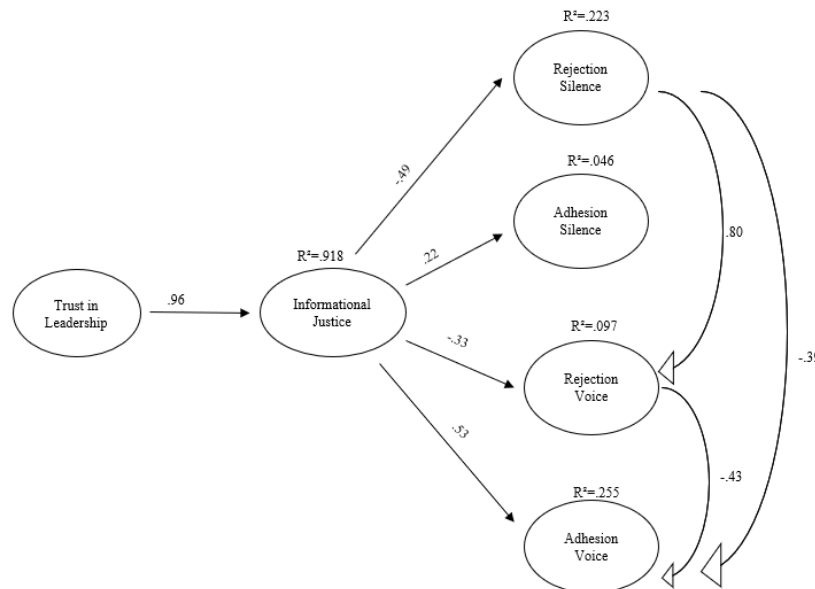 R²=.223
Rejection
Silence
-.49
R²=.046
Adhesion
Silence
.80
R²=.918
.22
Trust in
Leadership
.96
Informational
Justice
R²=.097
-.33
Rejection
Voice
-.39
.53
-.43
R²=.255
Adhesion
Voice